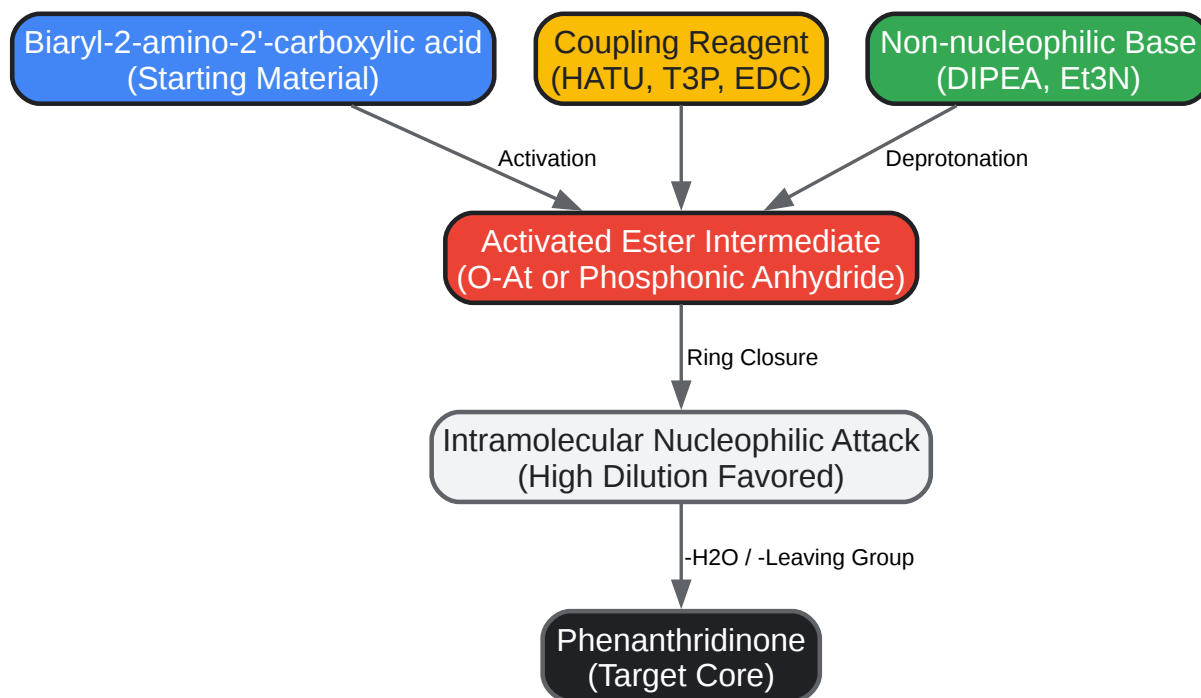 Biaryl-2-amino-2'-carboxylic acid
(Starting Material)
Coupling Reagent
(HATU, T3P, EDC)
Non-nucleophilic Base
(DIPEA, Et3N)
Activation
Deprotonation
Activated Ester Intermediate
(O-At or Phosphonic Anhydride)
Ring Closure
Intramolecular Nucleophilic Attack
(High Dilution Favored)
-H2O / -Leaving Group
Phenanthridinone
(Target Core)